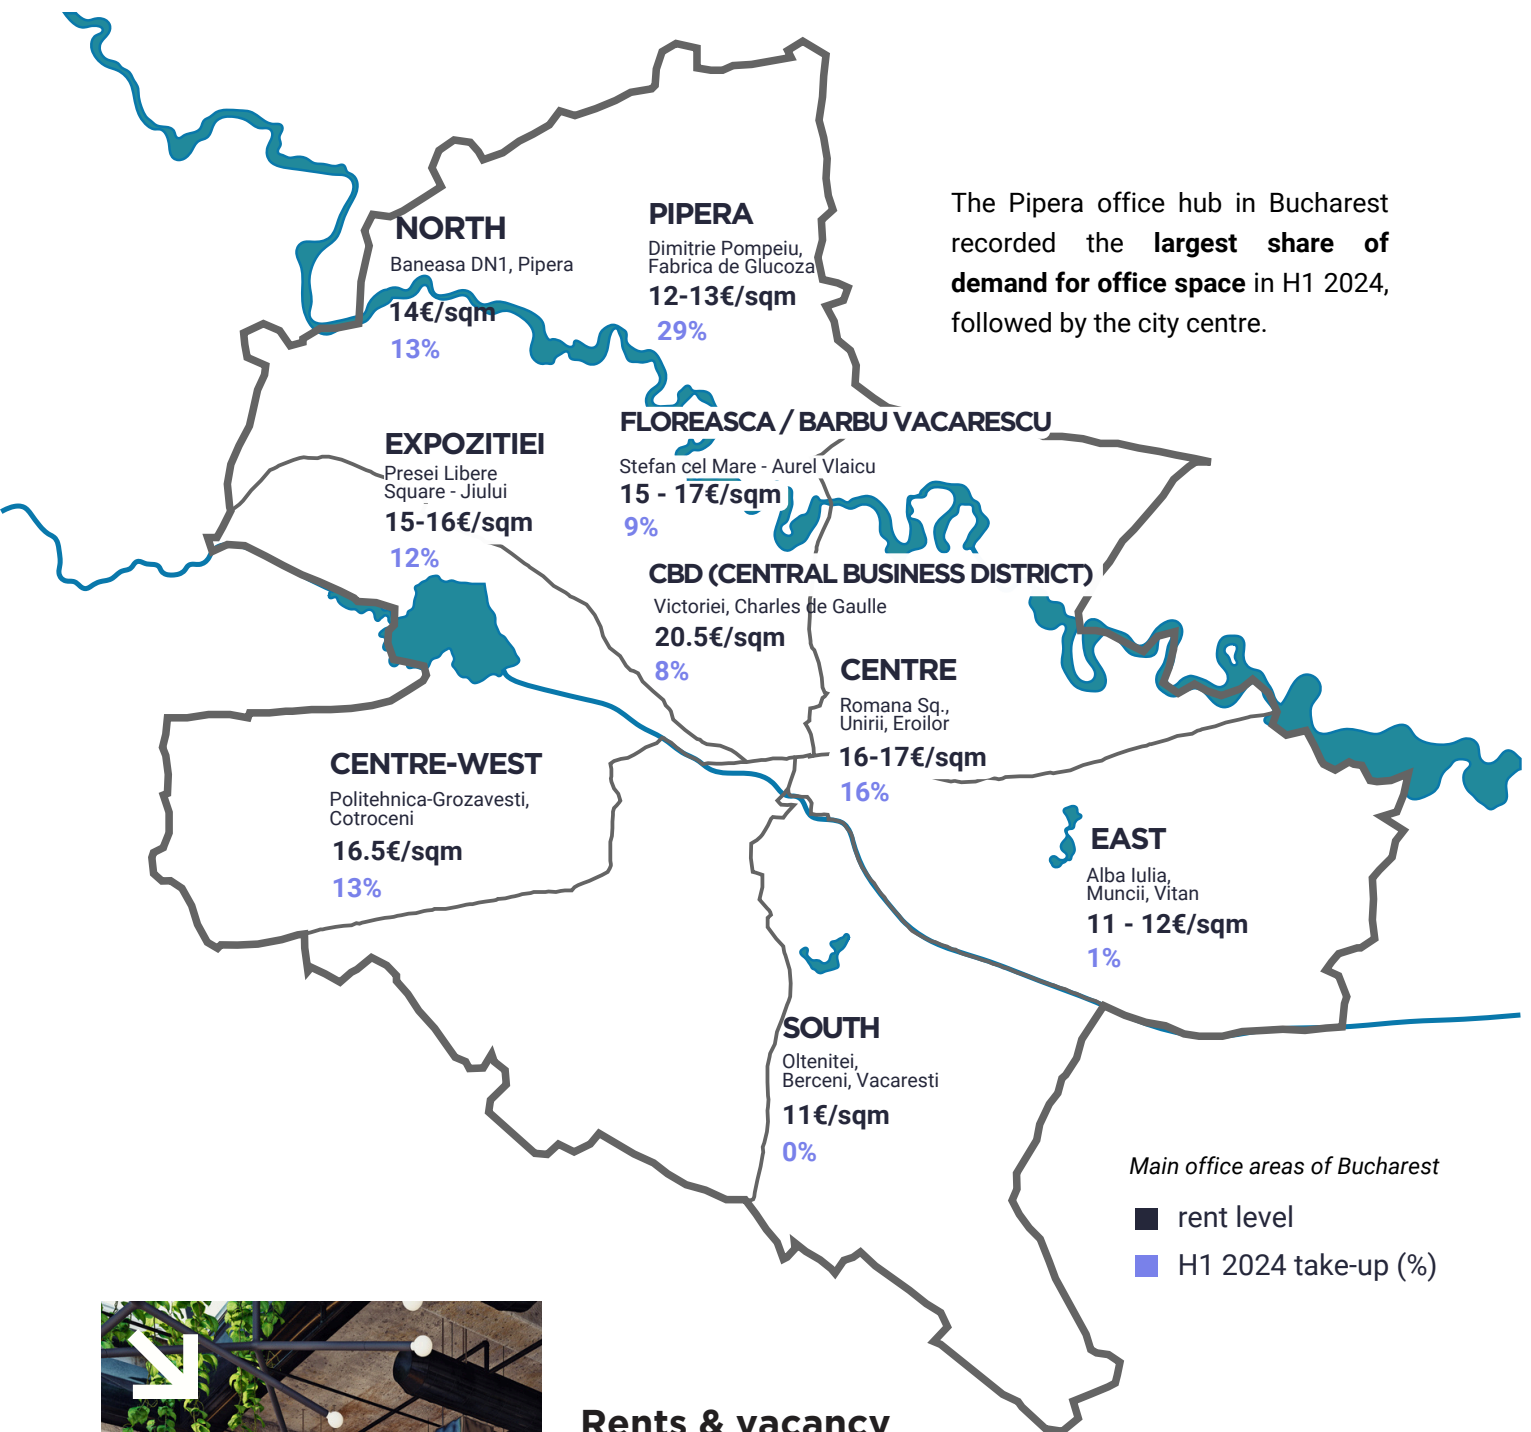 The Pipera office hub in Bucharest
recorded the largest share of
demand for office space in H1 2024,
followed by the city centre.
NORTH
Baneasa DN1, Pipera
14€/sqm
13%
PIPERA
Dimitrie Pompeiu,
Fabrica de Glucoza
12-13€/sqm
29%
EXPOZITIEI
Presei Libere
Square - Jiului
15-16€/sqm
12%
FLOREASCA / BARBU VACARESCU
Stefan cel Mare - Aurel Vlaicu
15 - 17€/sqm
9%
CBD (CENTRAL BUSINESS DISTRICT)
Victoriei, Charles de Gaulle
20.5€/sqm
8%
CENTRE
Romana Sq.,
Unirii, Eroilor
16-17€/sqm
16%
CENTRE-WEST
Politehnica-Grozavesti,
Cotroceni
16.5€/sqm
13%
EAST
Alba Iulia,
Muncii, Vitan
11 - 12€/sqm
1%
SOUTH
Oltenitei,
Berceni, Vacaresti
11€/sqm
0%
Main office areas of Bucharest
rent level
H1 2024 take-up (%)
Rents & vacancy